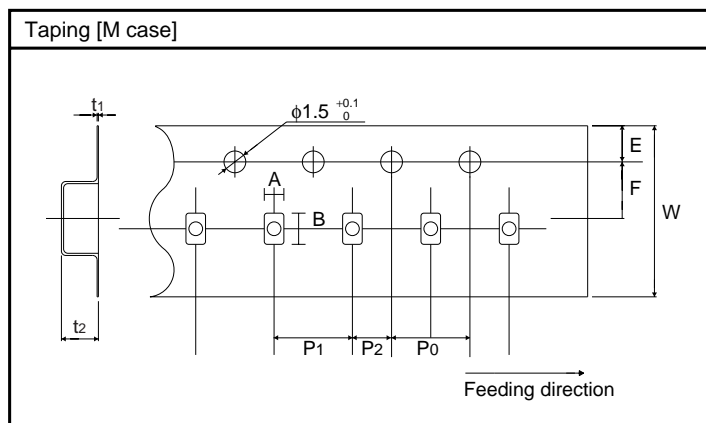 Taping [M case]
t1
ϕ1.5 +0.1 0
E
A
F
B
W
t2
P1
P2
P0
Feeding direction